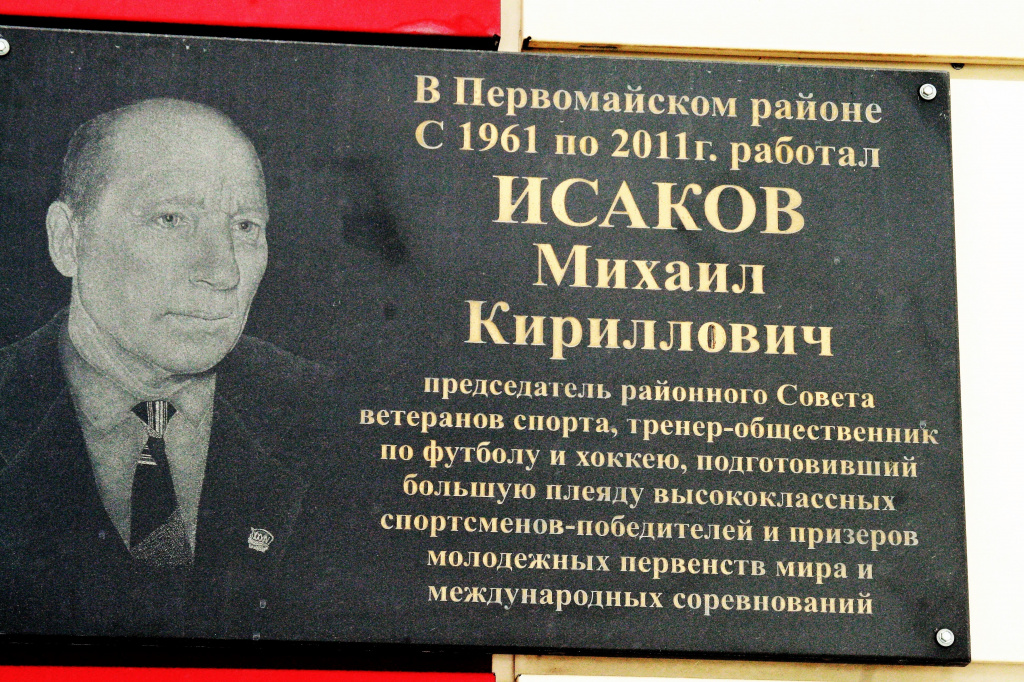 В Первомайском районе
С 1961 по 2011г. работал
ИСАКОВ
Михаил
Кириллович
председатель районного Совета
ветеранов спорта, тренер-общественник
по футболу и хоккею, подготовивший
большую плеяду высококлассных
спортсменов-победителей и призеров
молодежных первенств мира и
международных соревнований